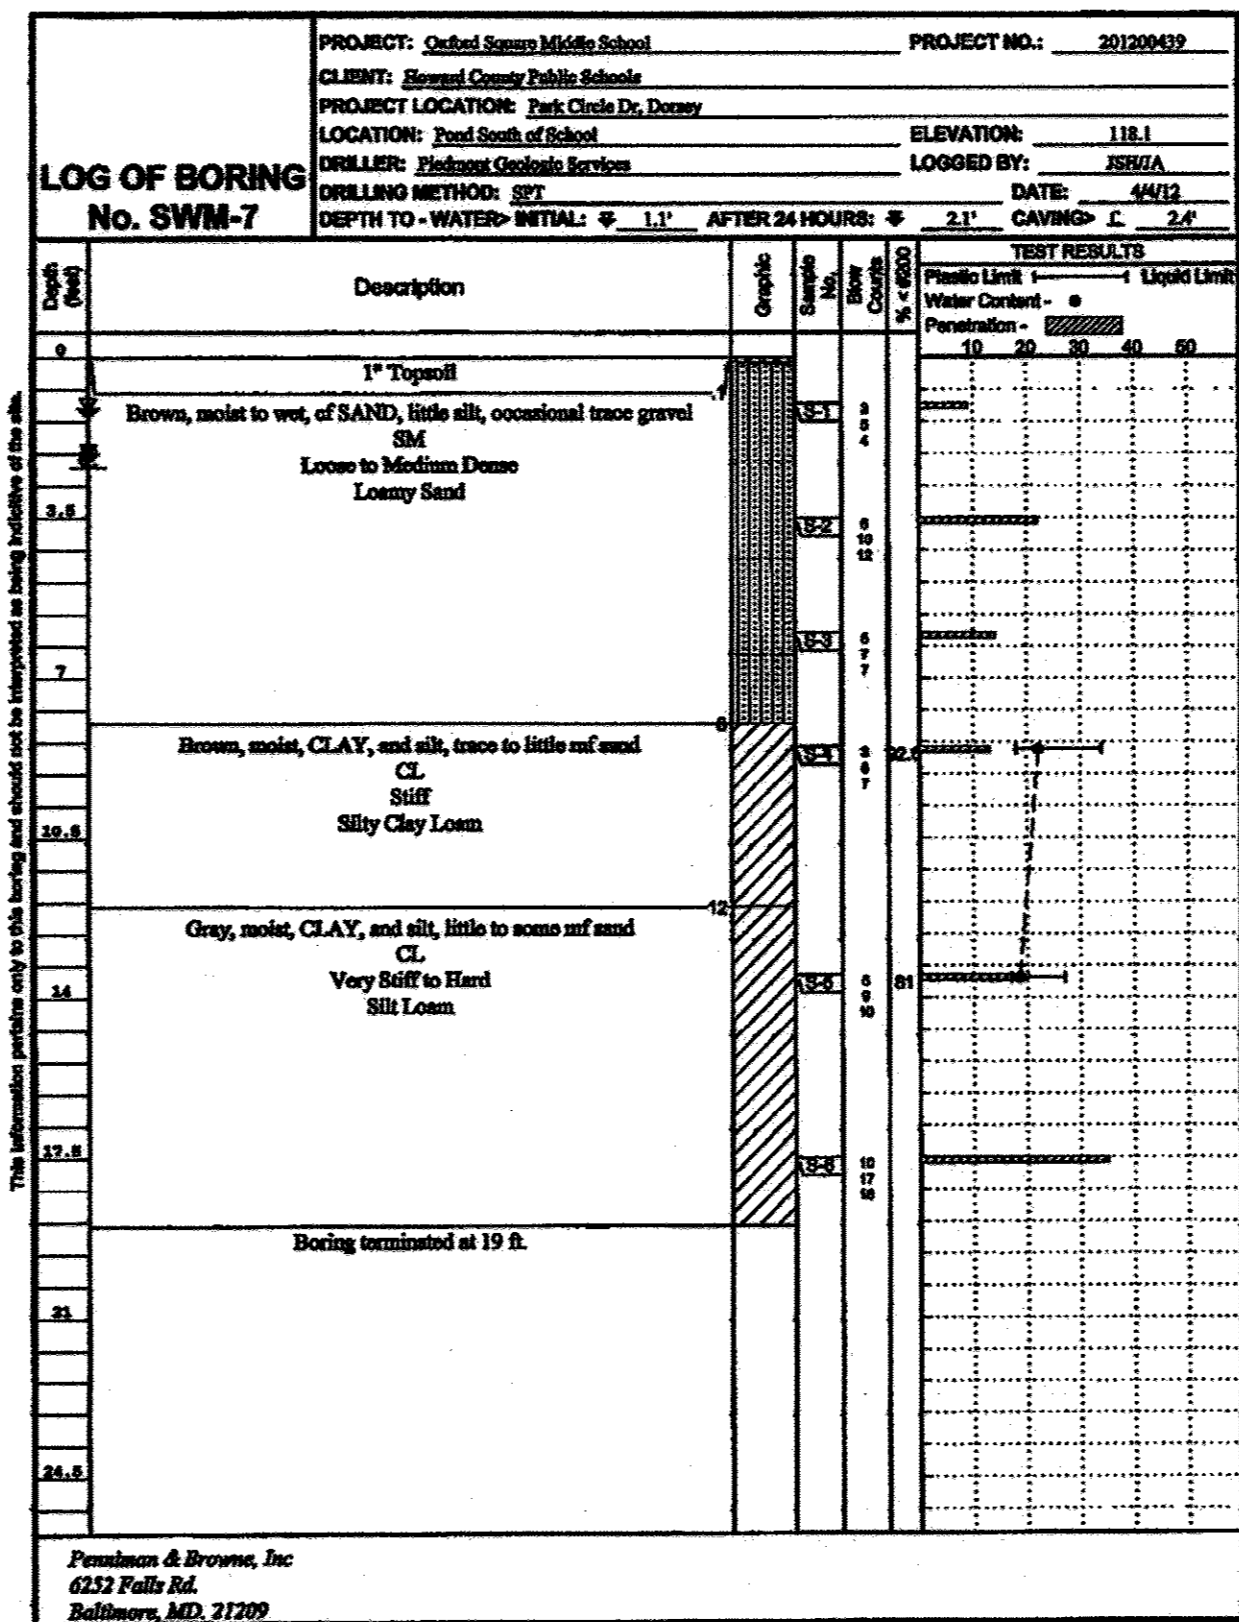 PROJECT: Oxford Square Middle School PROJECT NO.: 201200439
CLIENT: Howard County Public Schools
PROJECT LOCATION: Park Circle Dr, Dorsey
LOCATION: Pond South of School ELEVATION: 118.1
LOG OF BORING
No. SWM-7
DRILLER: Piedmont Geologic Services LOGGED BY: JSH/JA
DRILLING METHOD: SPT DATE: 4/4/12
DEPTH TO - WATER> INITIAL: 1.1' AFTER 24 HOURS: 2.1' CAVING> C 2.4'
Depth (feet)
Description
Graphic
Sample No.
Blow Counts
% < #200
TEST RESULTS
Plastic Limit Liquid Limit
Water Content -
Penetration -
10 20 30 40 50
0
1" Topsoil
.1
Brown, moist to wet, cf SAND, little silt, occasional trace gravel
SM
Loose to Medium Dense
Loamy Sand
S-1
5
4
3.5
S-2
10
12
S-3
7
7
7
8
Brown, moist, CLAY, and silt, trace to little mf sand
CL
Stiff
Silty Clay Loam
S-4
6
7
10.5
12
Gray, moist, CLAY, and silt, little to some mf sand
CL
Very Stiff to Hard
Silt Loam
S-5
9
10
81
14
17.5
S-6
17
18
Boring terminated at 19 ft.
21
24.5
This information pertains only to this boring and should not be interpreted as being indicitive of the site.
Penniman & Browne, Inc
6252 Falls Rd.
Baltimore, MD. 21209